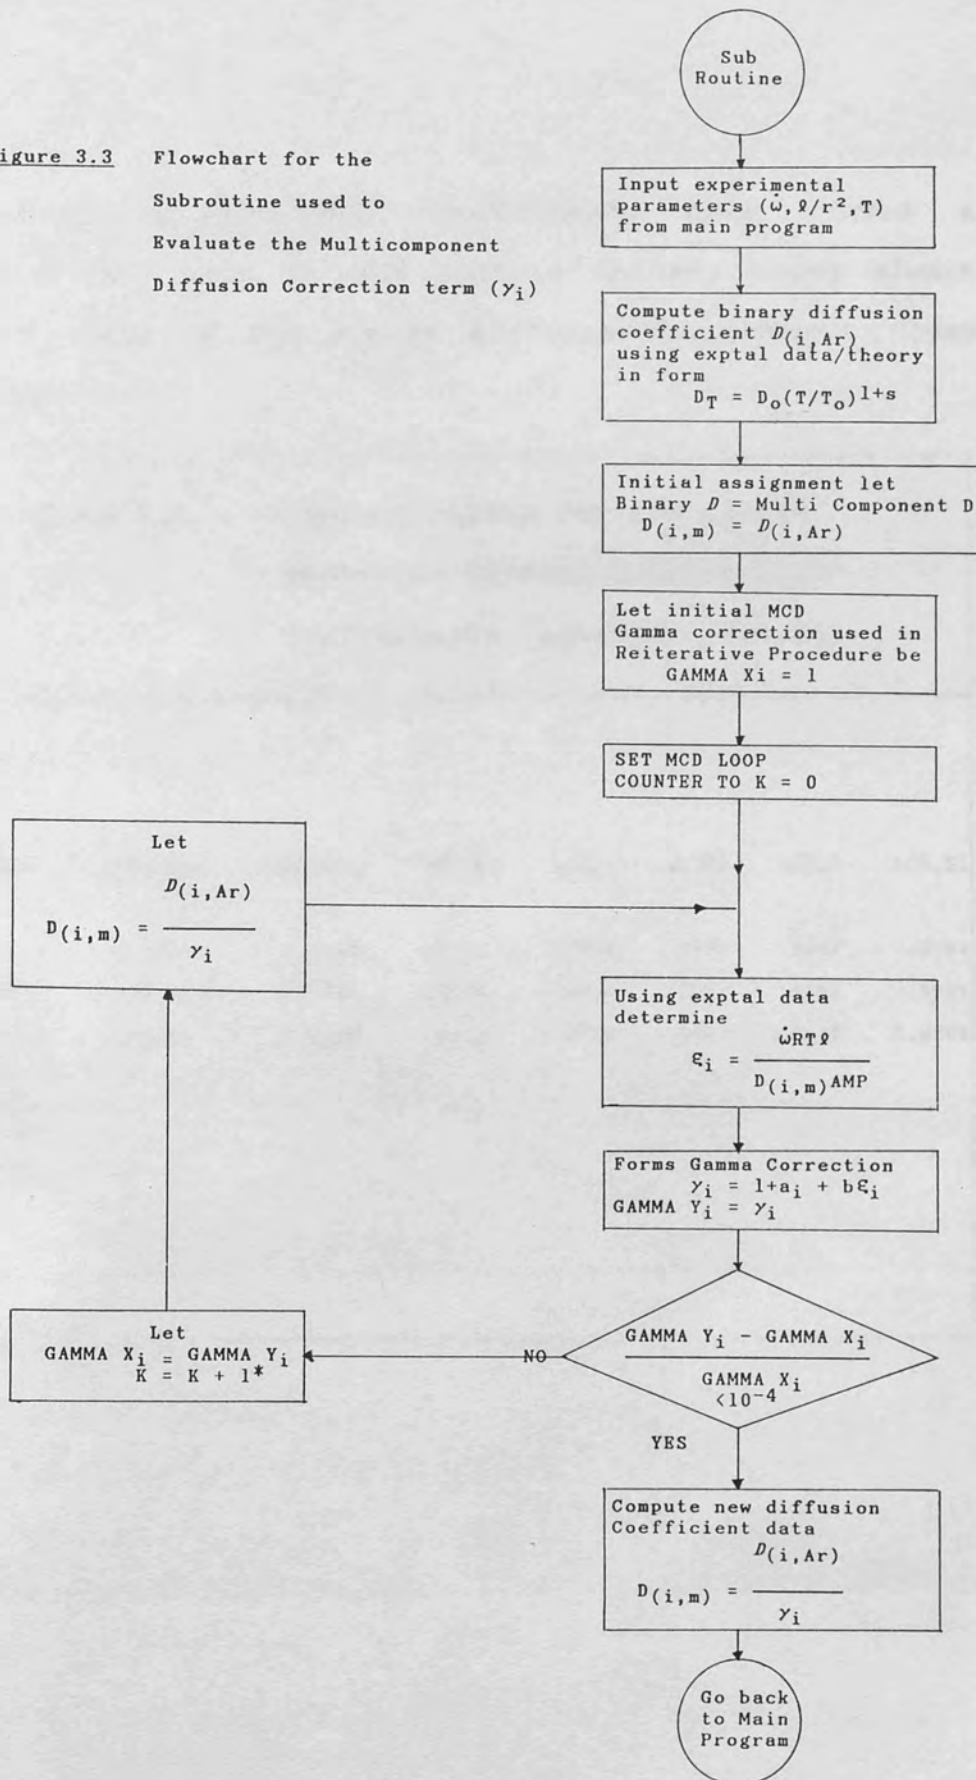 Sub
Routine
igure 3.3 Flowchart for the
Subroutine used to
Evaluate the Multicomponent
Diffusion Correction term (γi)
Input experimental
parameters (ω̇, ℓ/r², T)
from main program
Compute binary diffusion
coefficient D(i,Ar)
using exptal data/theory
in form
DT = Do(T/To)^1+s
Initial assignment let
Binary D = Multi Component D
D(i,m) = D(i,Ar)
Let initial MCD
Gamma correction used in
Reiterative Procedure be
GAMMA Xi = 1
SET MCD LOOP
COUNTER TO K = 0
Let
D(i,Ar)
D(i,m) = ———
γi
Using exptal data
determine
ω̇RTℓ
ξi = ———
D(i,m)AMP
Forms Gamma Correction
γi = 1+ai + bξi
GAMMA Yi = γi
GAMMA Yi - GAMMA Xi
GAMMA Xi
<10⁻⁴
NO
Let
GAMMA Xi = GAMMA Yi
K = K + 1*
YES
Compute new diffusion
Coefficient data
D(i,Ar)
D(i,m) = ———
γi
Go back
to Main
Program